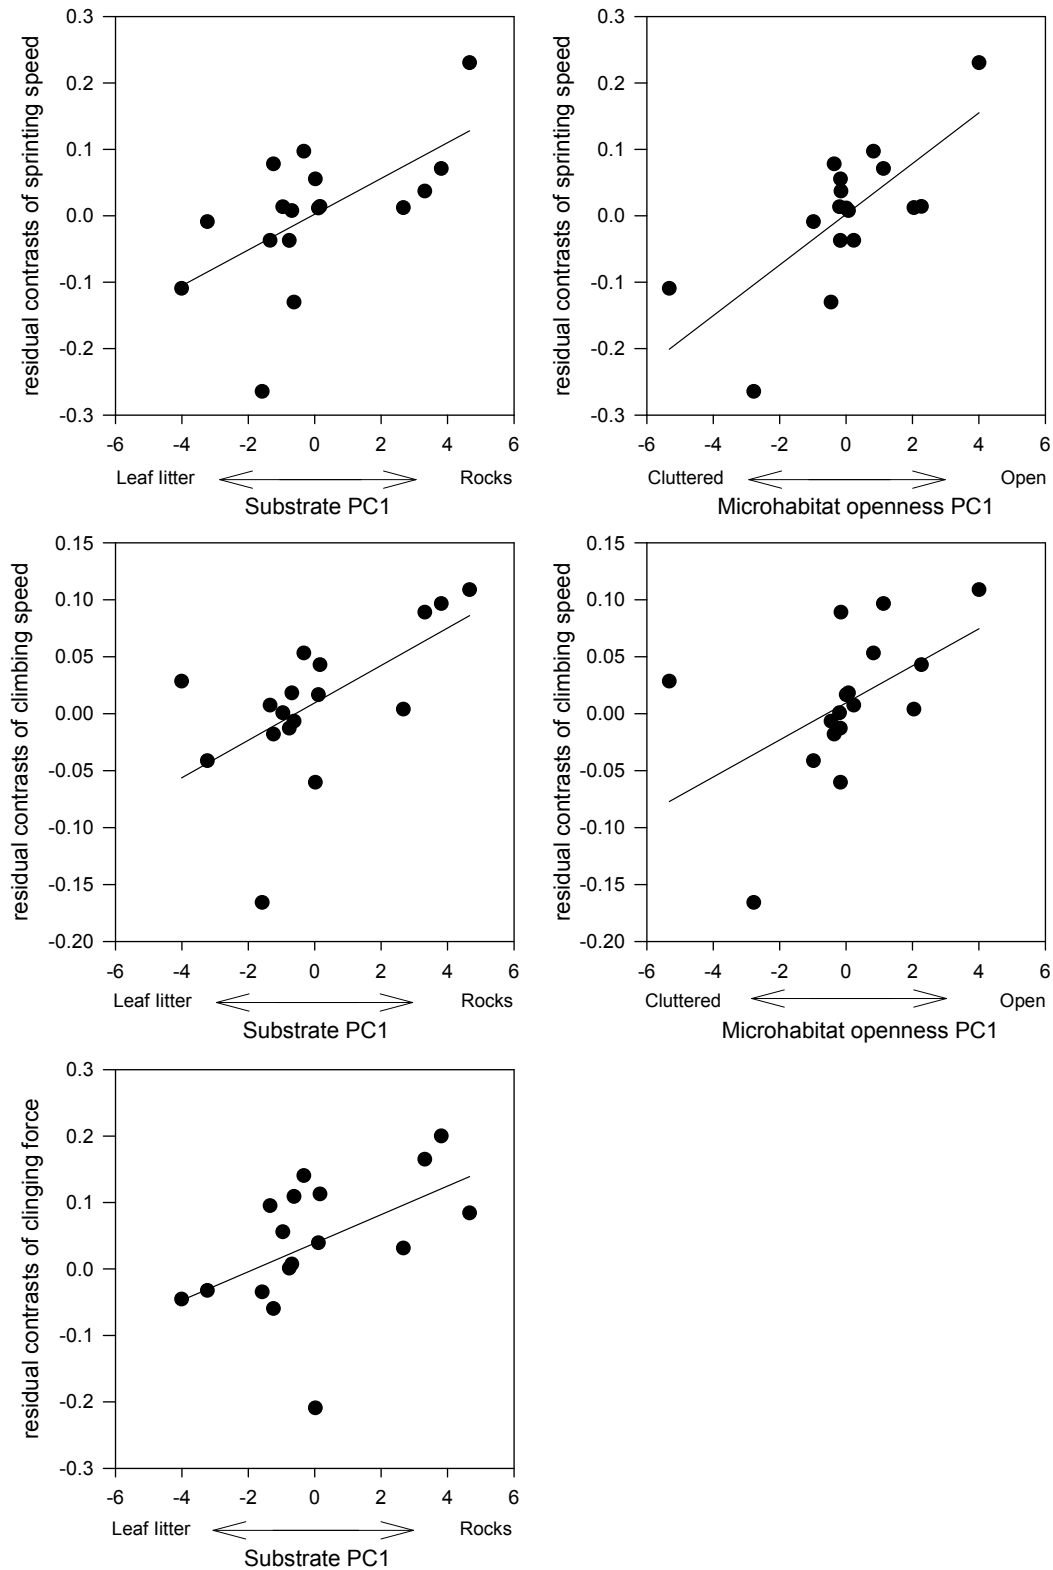 0.3
0.2
0.1
0.0
-0.1
-0.2
-0.3
residual contrasts of sprinting speed
-6 -4 -2 0 2 4 6
Leaf litter Rocks
Substrate PC1
0.3
0.2
0.1
0.0
-0.1
-0.2
-0.3
residual contrasts of sprinting speed
-6 -4 -2 0 2 4 6
Cluttered Open
Microhabitat openness PC1
0.15
0.10
0.05
0.00
-0.05
-0.10
-0.15
-0.20
residual contrasts of climbing speed
-6 -4 -2 0 2 4 6
Leaf litter Rocks
Substrate PC1
0.15
0.10
0.05
0.00
-0.05
-0.10
-0.15
-0.20
residual contrasts of climbing speed
-6 -4 -2 0 2 4 6
Cluttered Open
Microhabitat openness PC1
0.3
0.2
0.1
0.0
-0.1
-0.2
-0.3
residual contrasts of clinging force
-6 -4 -2 0 2 4 6
Leaf litter Rocks
Substrate PC1